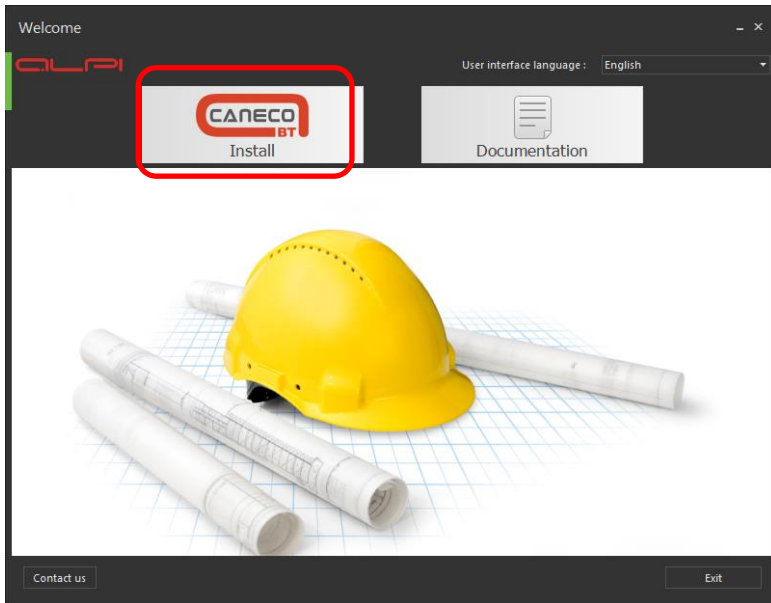 Welcome
ALPI
User interface language : English
CANECO
BT
Install
Documentation
Contact us
Exit